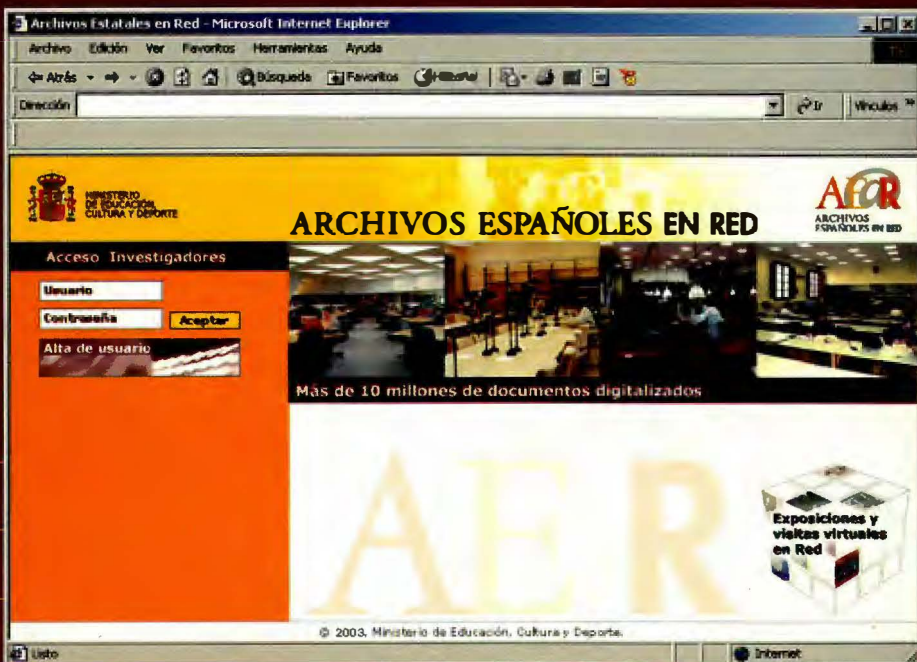 Archivos Estatales en Red - Microsoft Internet Explorer
Archivo Edición Ver Favoritos Herramientas Ayuda
Atrás Búsqueda Favoritos Historial
Dirección Ir Vínculos »
MINISTERIO
DE EDUCACIÓN,
CULTURA Y DEPORTE
ARCHIVOS ESPAÑOLES EN RED
AER
ARCHIVOS
ESPAÑOLES EN RED
Acceso Investigadores
Usuario
Contraseña Aceptar
Alta de usuario
Más de 10 millones de documentos digitalizados
AER
Exposiciones y
visitas virtuales
en Red
© 2003, Ministerio de Educación, Cultura y Deporte.
Listo Internet